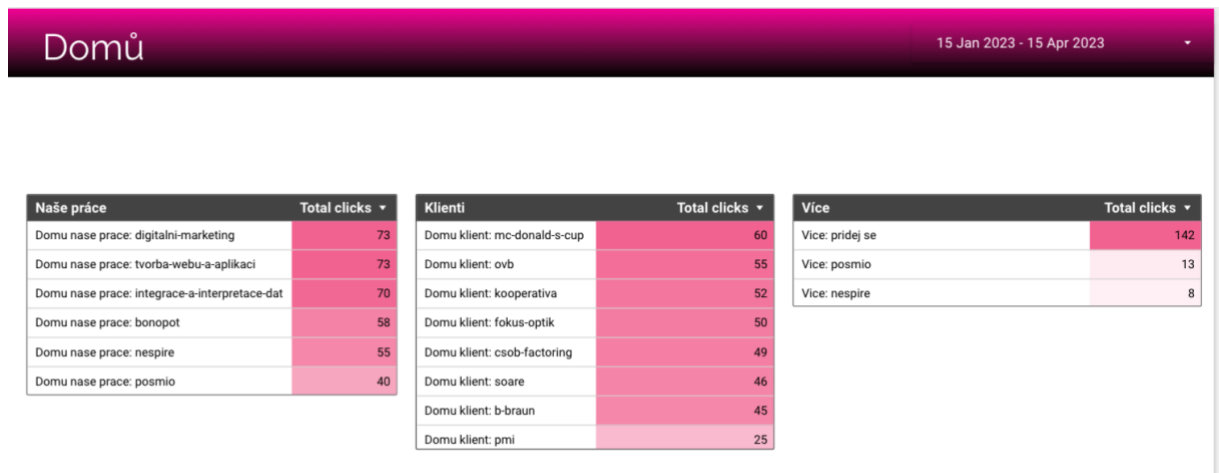 Domů
15 Jan 2023 - 15 Apr 2023
Naše práce Total clicks
Domu nase prace: digitalni-marketing 73
Domu nase prace: tvorba-webu-a-aplikaci 73
Domu nase prace: integrace-a-interpretace-dat 70
Domu nase prace: bonopot 58
Domu nase prace: nespire 55
Domu nase prace: posmio 40
Klienti Total clicks
Domu klient: mc-donald-s-cup 60
Domu klient: ovb 55
Domu klient: kooperativa 52
Domu klient: fokus-optik 50
Domu klient: csob-factoring 49
Domu klient: soare 46
Domu klient: b-braun 45
Domu klient: pmi 25
Více Total clicks
Vice: pridej se 142
Vice: posmio 13
Vice: nespire 8